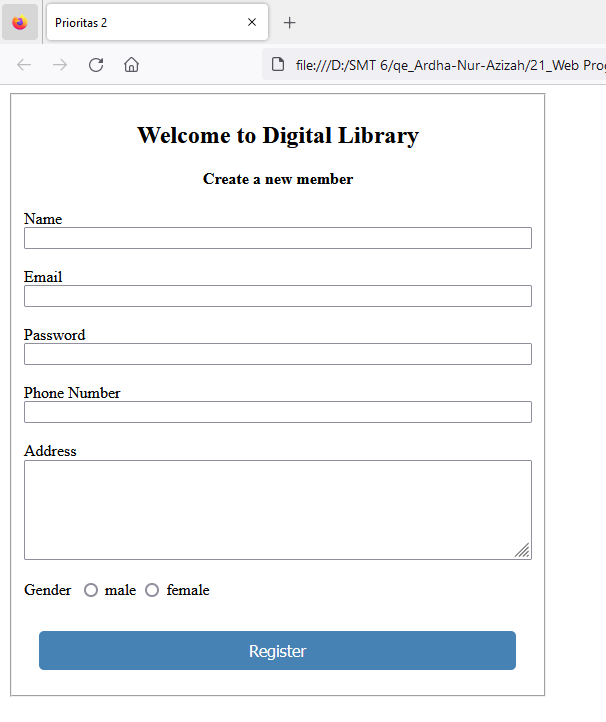 Prioritas 2
file:///D:/SMT 6/qe_Ardha-Nur-Azizah/21_Web Prog
Welcome to Digital Library
Create a new member
Name
Email
Password
Phone Number
Address
Gender male female
Register